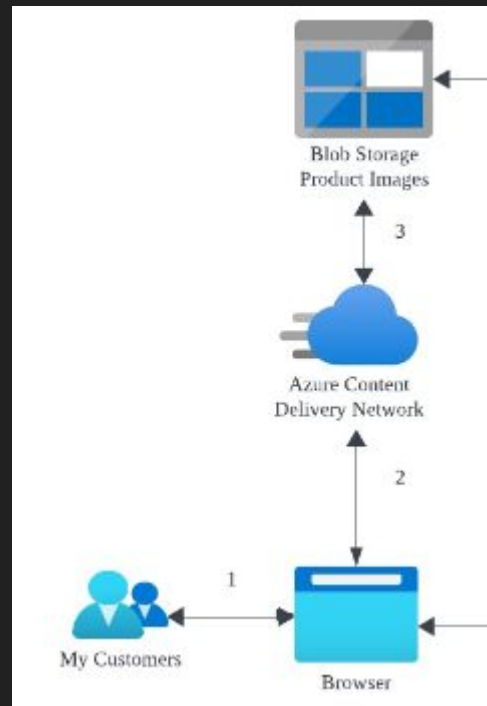 Blob Storage
Product Images
3
Azure Content
Delivery Network
2
1
My Customers
Browser